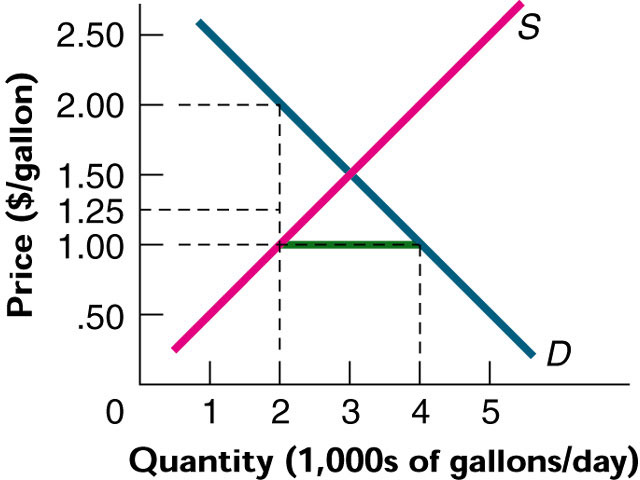 Price ($/gallon)
2.50
2.00
1.50
1.25
1.00
.50
0
1 2 3 4 5
S
D
Quantity (1,000s of gallons/day)